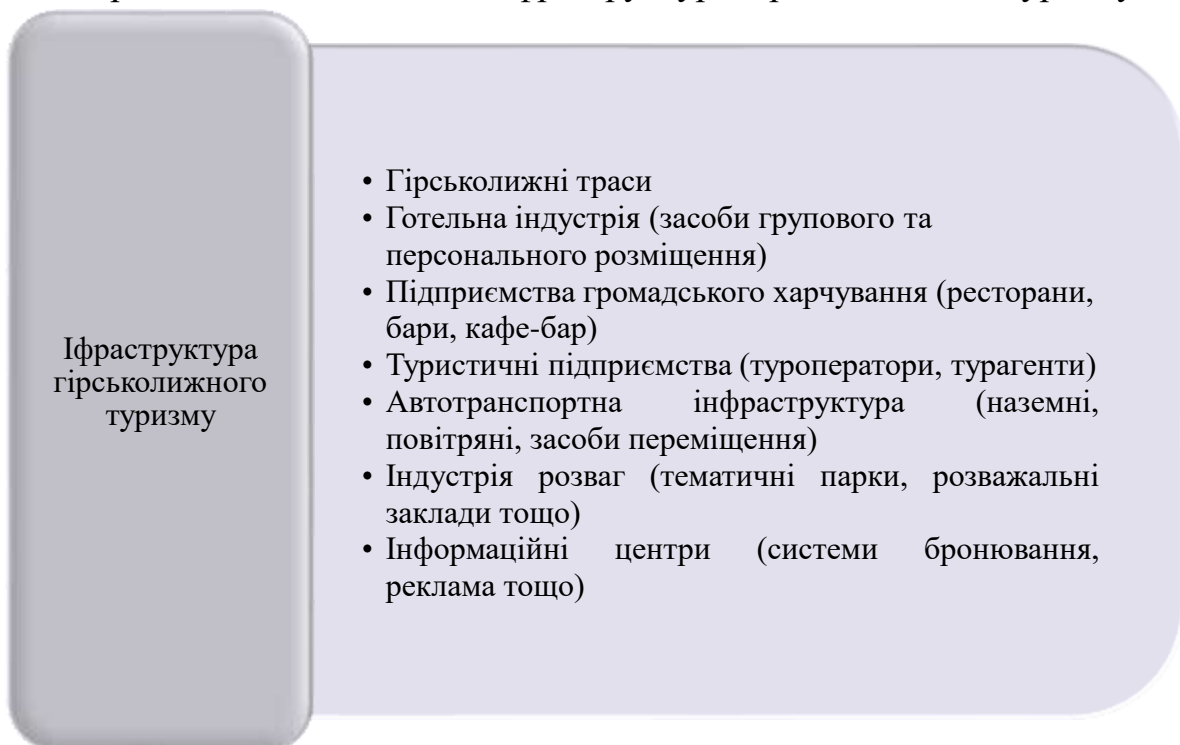 Іфраструктура
гірськолижного
туризму
• Гірськолижні траси
• Готельна індустрія (засоби групового та
персонального розміщення)
• Підприємства громадського харчування (ресторани,
бари, кафе-бар)
• Туристичні підприємства (туроператори, турагенти)
• Автотранспортна інфраструктура (наземні,
повітряні, засоби переміщення)
• Індустрія розваг (тематичні парки, розважальні
заклади тощо)
• Інформаційні центри (системи бронювання,
реклама тощо)